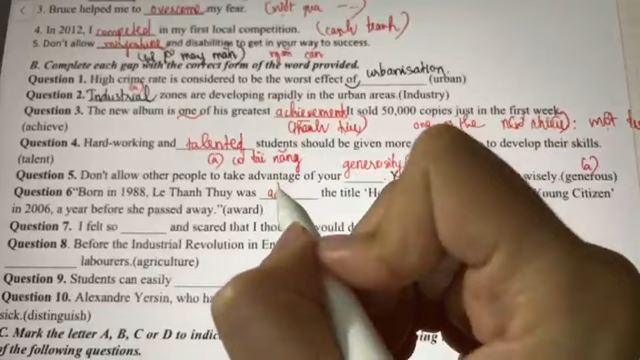 3. Bruce helped me to overcome my fear. (vượt qua
4. In 2012, I competed in my first local competition. (cạnh tranh)
5. Don't allow and disability to get in your way to success.
B. Complete each gap with the correct form of the word provided.
Question 1. High crime rate is considered to be the worst effect of urbanisation. (urban)
(a)
Question 2. Industrial zones are developing rapidly in the urban areas.(Industry)
Question 3. The new album is one of his greatest achievement It sold 50,000 copies just in the first week
(achieve)
Question 4. Hard-working and talented students should be given more to develop their skills.
(talent) (a) có tài năng generosity (a)
Question 5. Don't allow other people to take advantage of your wisely.(generous)
Question 6"Born in 1988, Le Thanh Thuy was the title Young Citizen'
in 2006, a year before she passed away."(award)
Question 7. I felt so and scared that I would
Question 8. Before the Industrial Revolution in
labourers.(agriculture)
Question 9. Students can easily
Question 10. Alexandre Yersin, who
sick.(distinguish)
C. Mark the letter A, B, C or D to
of the following questions.